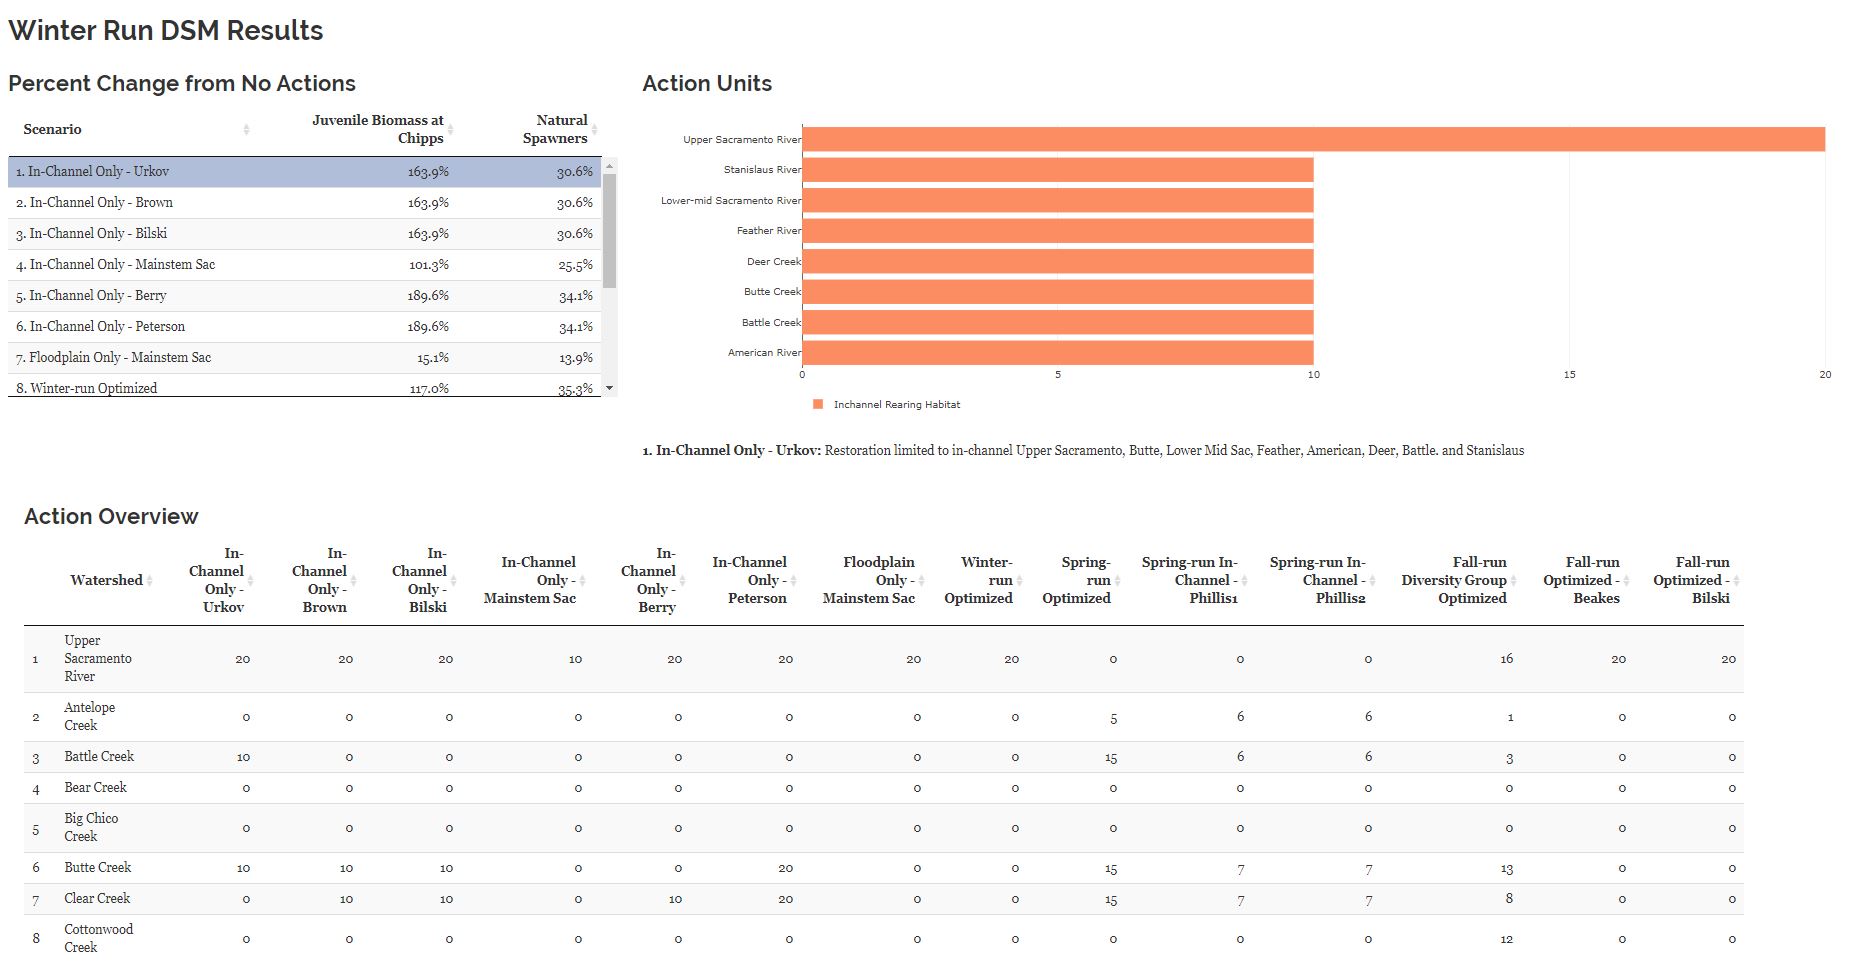 Winter Run DSM Results
Percent Change from No Actions
Scenario
Juvenile Biomass at
Chipps
Natural
Spawners
1. In-Channel Only - Urkov 163.9% 30.6%
2. In-Channel Only - Brown 163.9% 30.6%
3. In-Channel Only - Bilski 163.9% 30.6%
4. In-Channel Only - Mainstem Sac 101.3% 25.5%
5. In-Channel Only - Berry 189.6% 34.1%
6. In-Channel Only - Peterson 189.6% 34.1%
7. Floodplain Only - Mainstem Sac 15.1% 13.9%
8. Winter-run Optimized 117.0% 35.3%
Action Units
Upper Sacramento River
Stanislaus River
Lower-mid Sacramento River
Feather River
Deer Creek
Butte Creek
Battle Creek
American River
0 5 10 15 20
Inchannel Rearing Habitat
1. In-Channel Only - Urkov: Restoration limited to in-channel Upper Sacramento, Butte, Lower Mid Sac, Feather, American, Deer, Battle. and Stanislaus
Action Overview
Watershed
In-
Channel
Only -
Urkov
In-
Channel
Only -
Brown
In-
Channel
Only -
Bilski
In-Channel
Only -
Mainstem Sac
In-
Channel
Only -
Berry
In-Channel
Only -
Peterson
Floodplain
Only -
Mainstem Sac
Winter-
run
Optimized
Spring-
run
Optimized
Spring-run In-
Channel -
Phillis1
Spring-run In-
Channel -
Phillis2
Fall-run
Diversity Group
Optimized
Fall-run
Optimized -
Beakes
Fall-run
Optimized -
Bilski
Upper
1 Sacramento 20 20 20 10 20 20 20 20 0 0 0 16 20 20
River
Antelope
2 Creek 0 0 0 0 0 0 0 0 5 6 6 1 0 0
3 Battle Creek 10 0 0 0 0 0 0 0 15 6 6 3 0 0
4 Bear Creek 0 0 0 0 0 0 0 0 0 0 0 0 0 0
Big Chico
5 Creek 0 0 0 0 0 0 0 0 0 0 0 0 0 0
6 Butte Creek 10 10 10 0 0 20 0 0 15 7 7 13 0 0
7 Clear Creek 0 10 10 0 10 20 0 0 15 7 7 8 0 0
Cottonwood
8 Creek 0 0 0 0 0 0 0 0 0 0 0 12 0 0